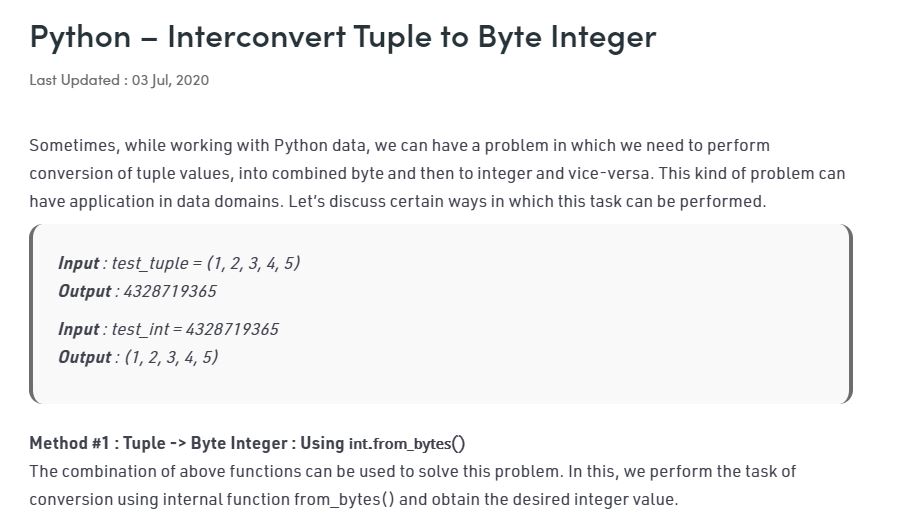 Python – Interconvert Tuple to Byte Integer
Last Updated : 03 Jul, 2020
Sometimes, while working with Python data, we can have a problem in which we need to perform
conversion of tuple values, into combined byte and then to integer and vice-versa. This kind of problem can
have application in data domains. Let's discuss certain ways in which this task can be performed.
Input : test_tuple = (1, 2, 3, 4, 5)
Output : 4328719365
Input : test_int = 4328719365
Output : (1, 2, 3, 4, 5)
Method #1 : Tuple -> Byte Integer : Using int.from_bytes()
The combination of above functions can be used to solve this problem. In this, we perform the task of
conversion using internal function from_bytes() and obtain the desired integer value.